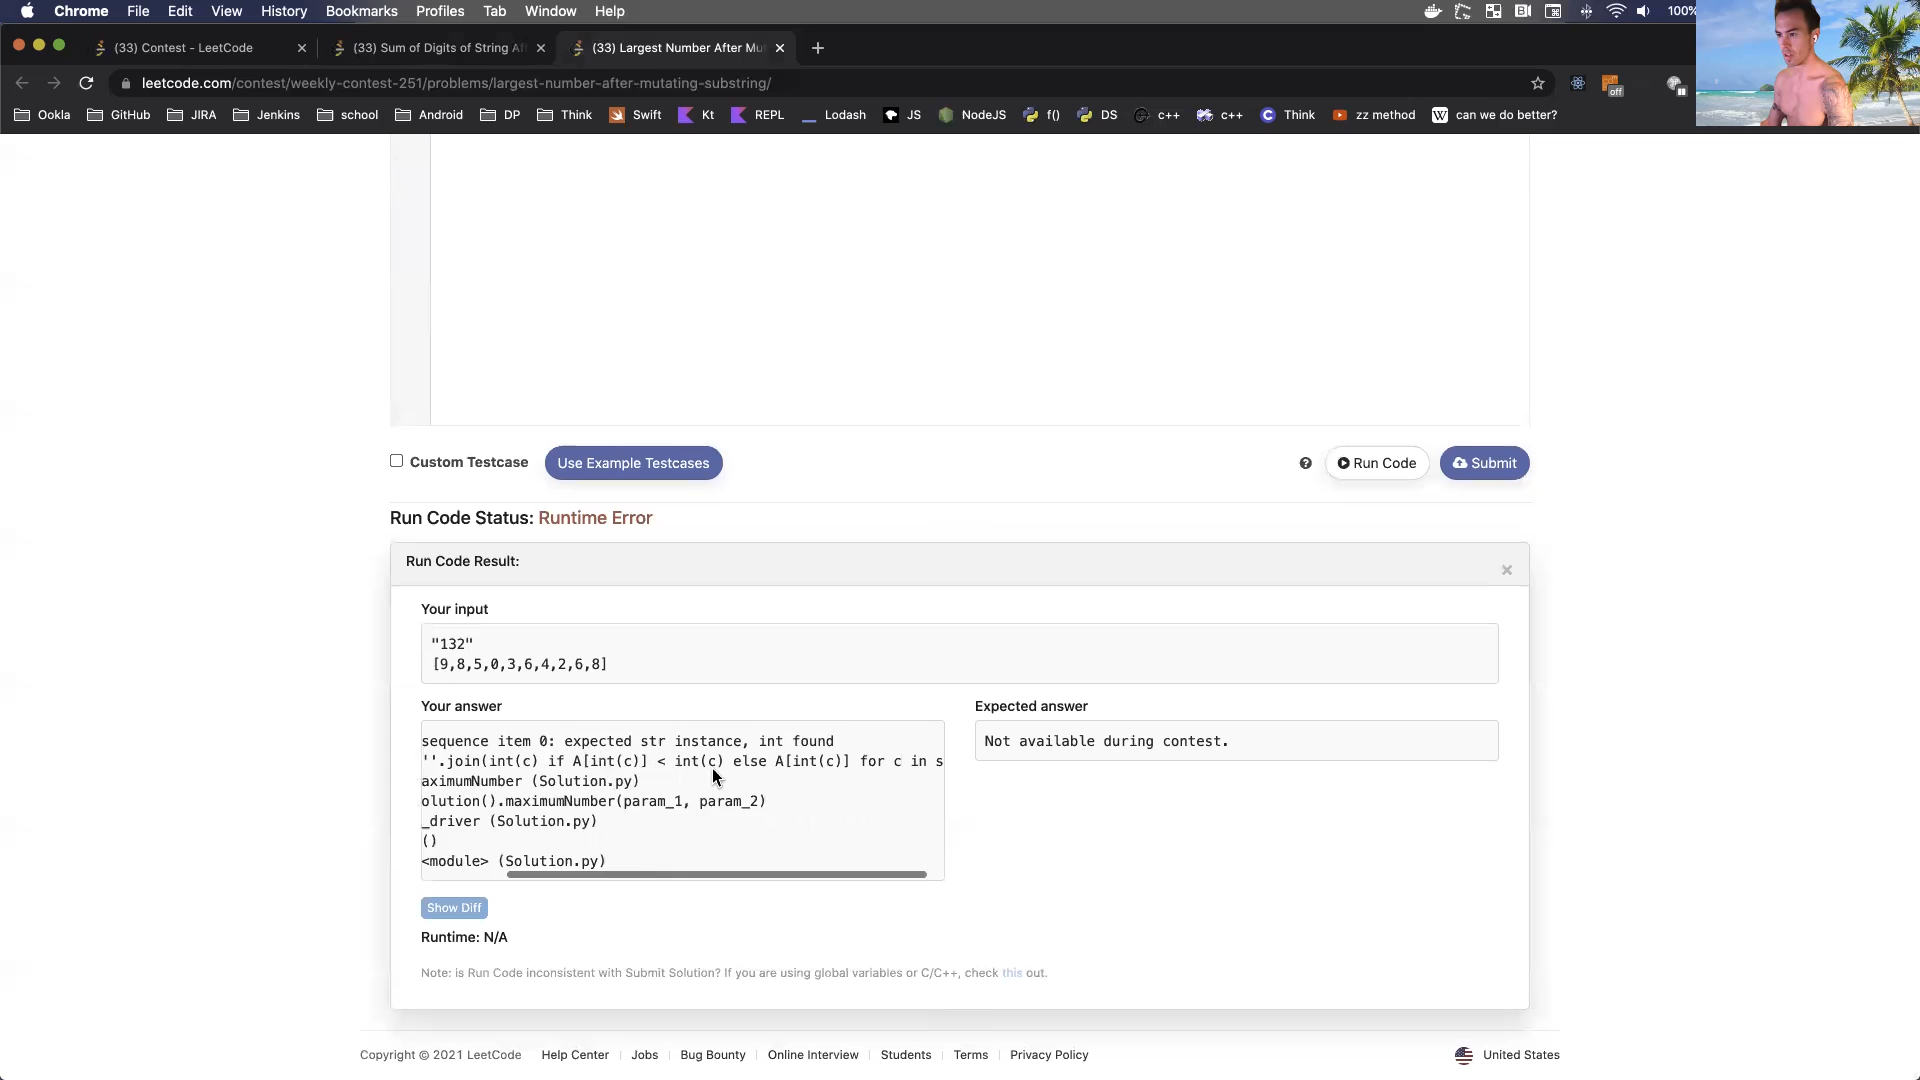 Chrome File Edit View History Bookmarks Profiles Tab Window Help 100%
(33) Contest - LeetCode (33) Sum of Digits of String Af (33) Largest Number After Mu
leetcode.com/contest/weekly-contest-251/problems/largest-number-after-mutating-substring/
off
Ookla GitHub JIRA Jenkins school Android DP Think Swift Kt REPL Lodash JS NodeJS f() DS c++ c++ Think zz method can we do better?
Custom Testcase Use Example Testcases Run Code Submit
Run Code Status: Runtime Error
Run Code Result:
Your input
"132"
[9,8,5,0,3,6,4,2,6,8]
Your answer Expected answer
sequence item 0: expected str instance, int found
''.join(int(c) if A[int(c)] < int(c) else A[int(c)] for c in s
aximumNumber (Solution.py)
olution().maximumNumber(param_1, param_2)
_driver (Solution.py)
()
<module> (Solution.py)
Not available during contest.
Show Diff
Runtime: N/A
Note: is Run Code inconsistent with Submit Solution? If you are using global variables or C/C++, check this out.
Copyright © 2021 LeetCode Help Center Jobs Bug Bounty Online Interview Students Terms Privacy Policy United States